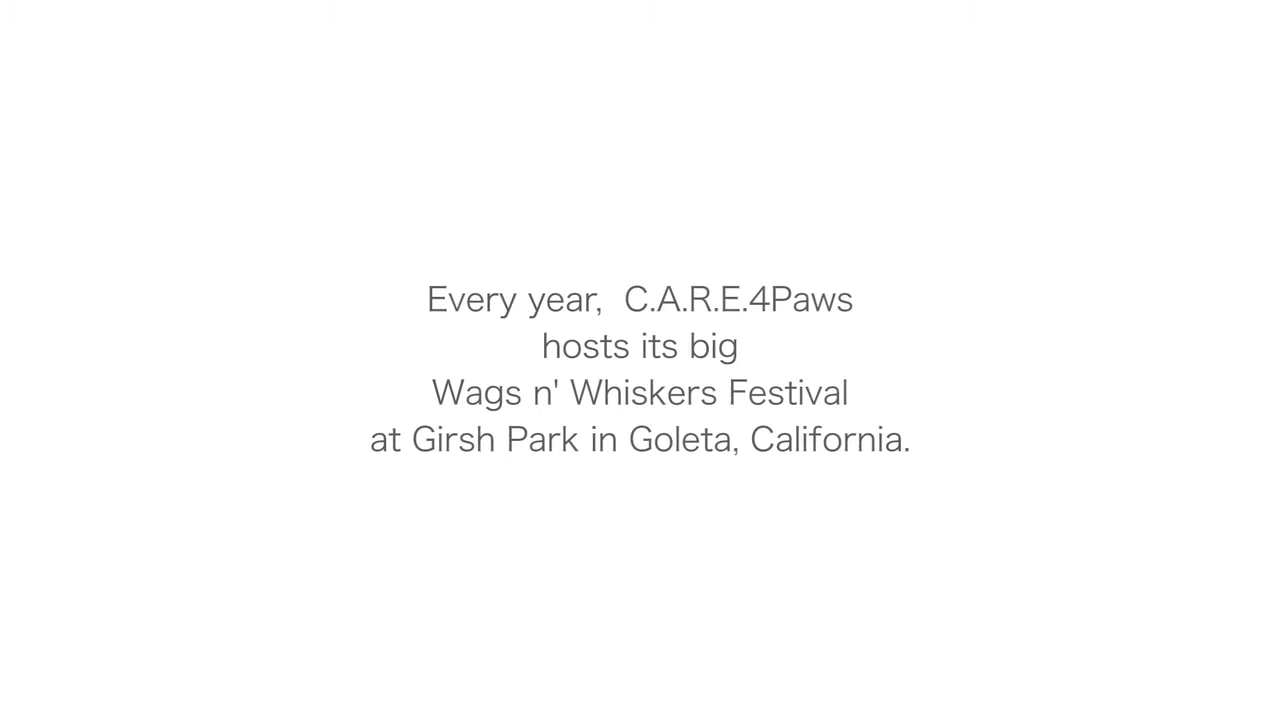 Every year,  C.A.R.E.4Paws
hosts its big
Wags n' Whiskers Festival
at Girsh Park in Goleta, California.